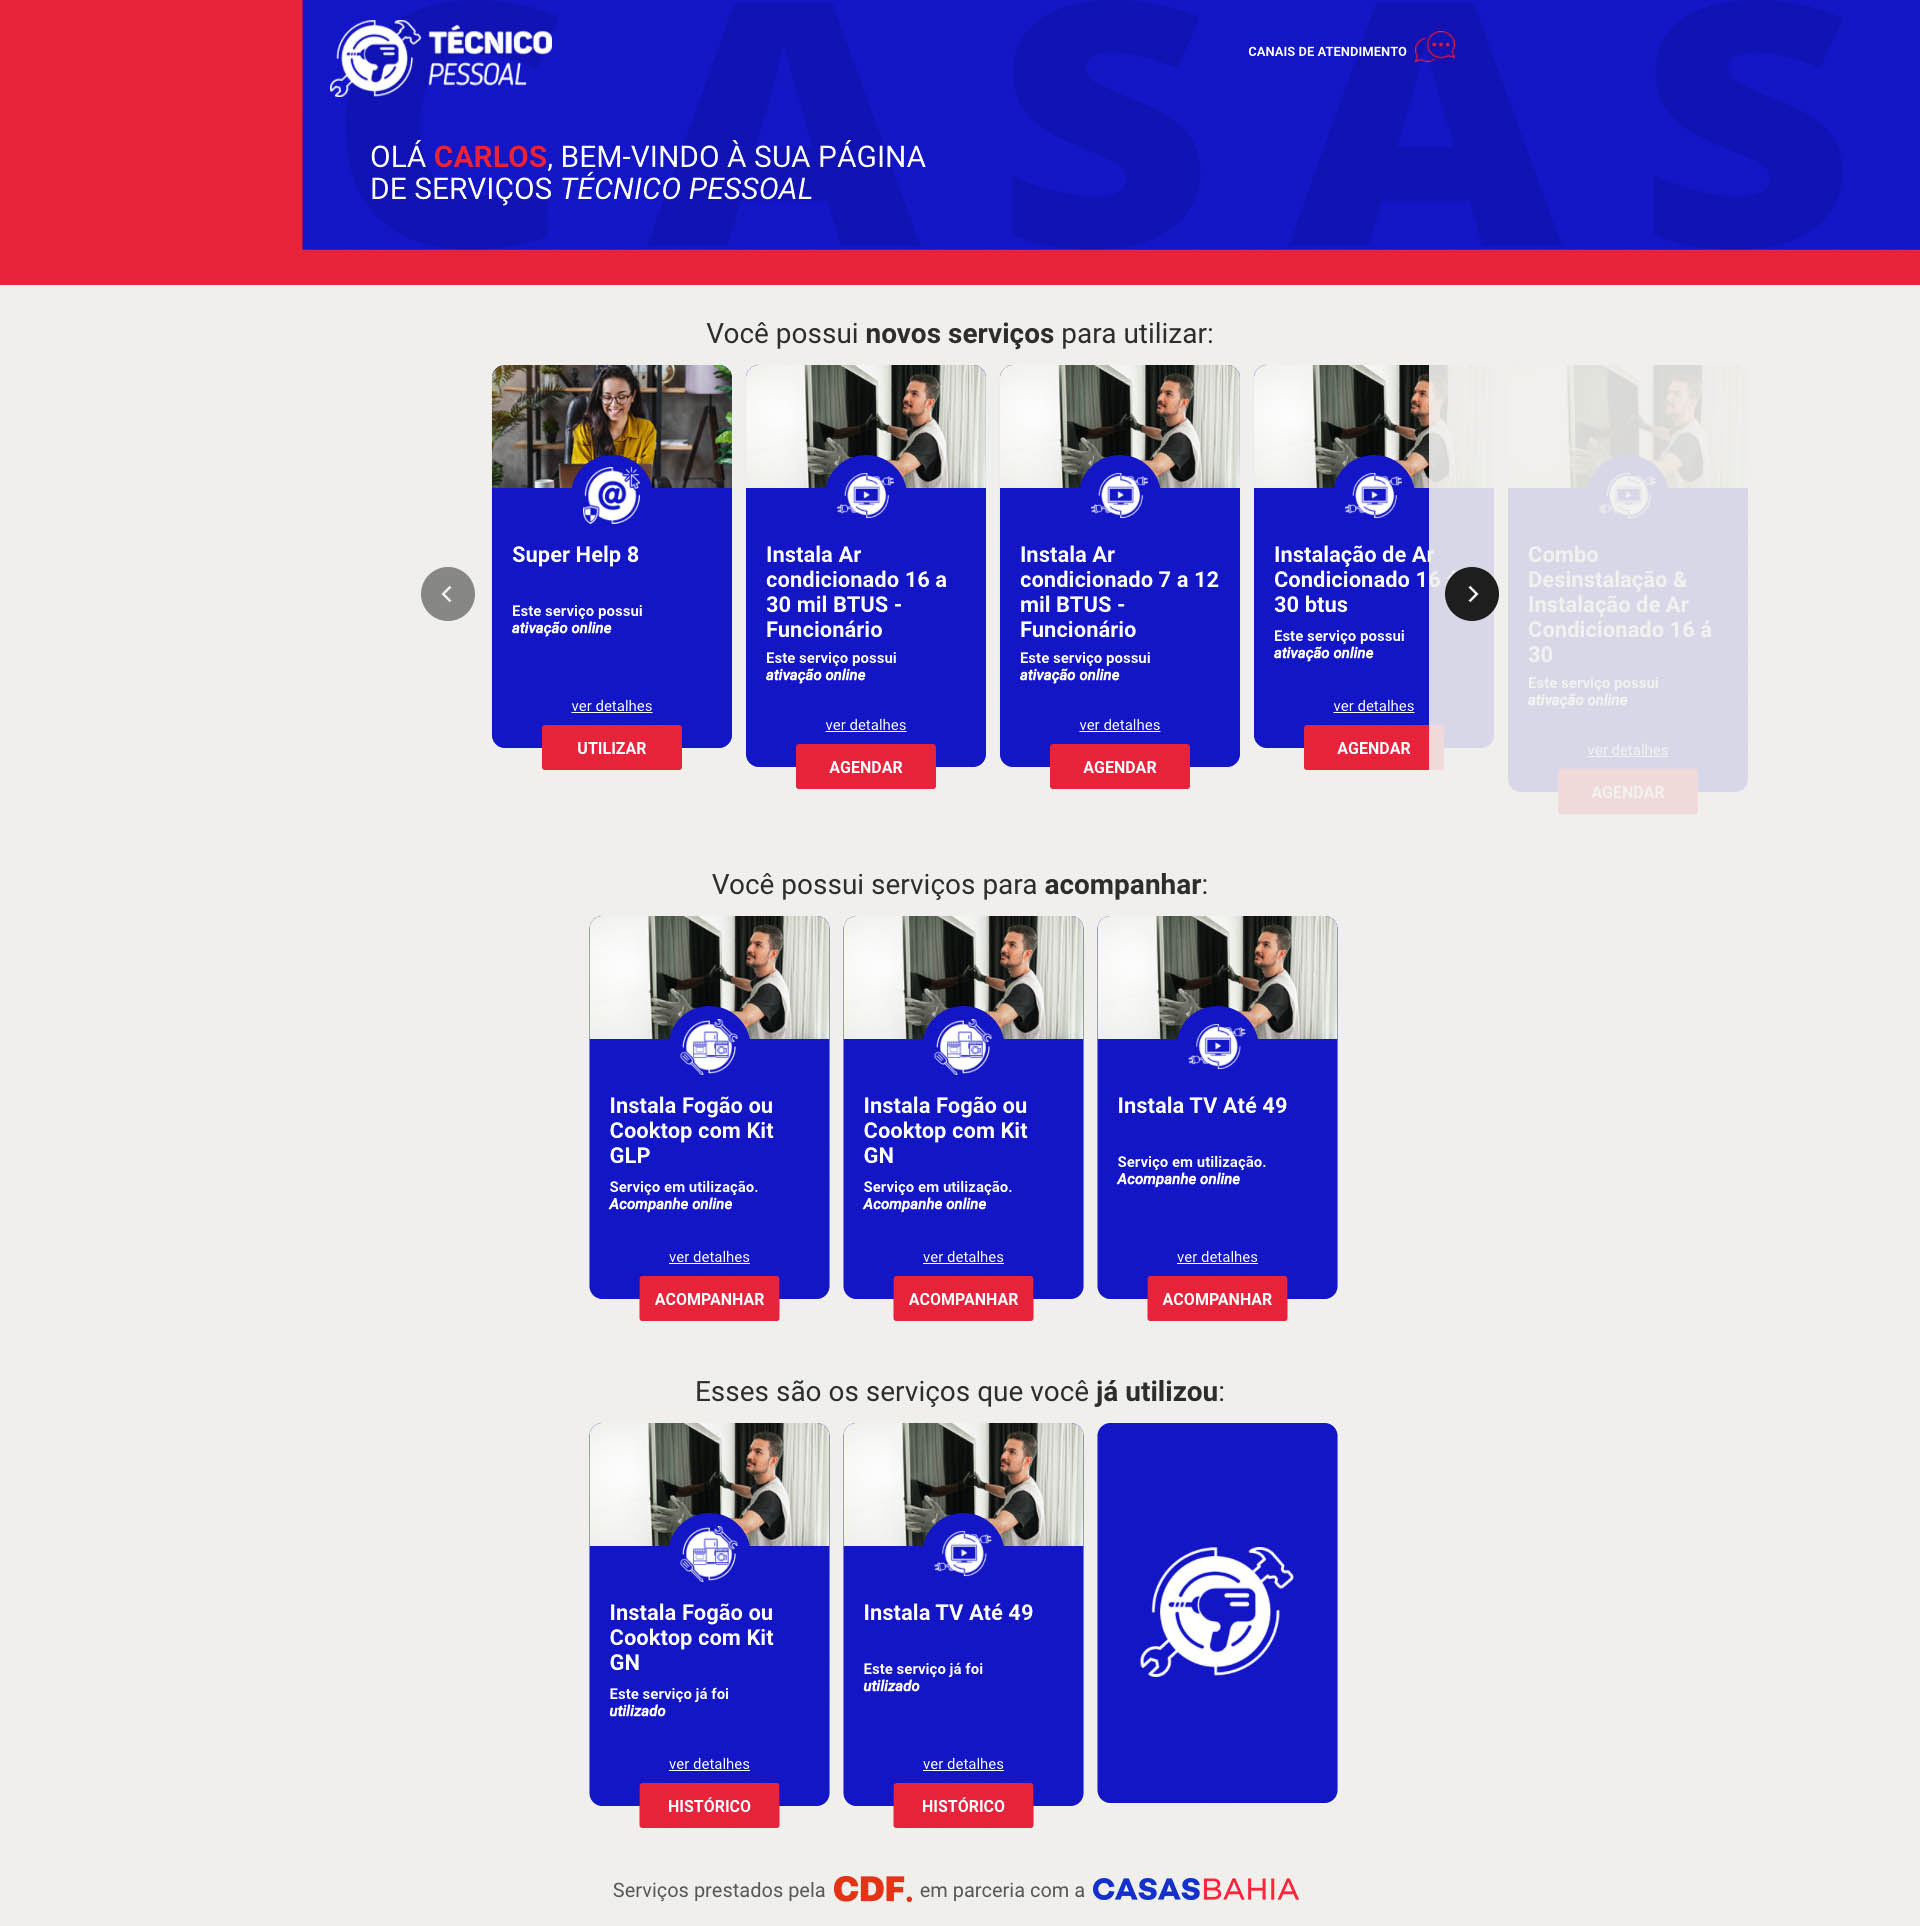 CASAS
TÉCNICO
PESSOAL
CANAIS DE ATENDIMENTO
OLÁ CARLOS, BEM-VINDO À SUA PÁGINA
DE SERVIÇOS TÉCNICO PESSOAL
Você possui novos serviços para utilizar:
Super Help 8
Este serviço possui
ativação online
ver detalhes
UTILIZAR
Instala Ar
condicionado 16 a
30 mil BTUS -
Funcionário
Este serviço possui
ativação online
ver detalhes
AGENDAR
Instala Ar
condicionado 7 a 12
mil BTUS -
Funcionário
Este serviço possui
ativação online
ver detalhes
AGENDAR
Instalação de Ar
Condicionado 16
30 btus
Este serviço possui
ativação online
ver detalhes
AGENDAR
Combo
Desinstalação &
Instalação de Ar
Condicionado 16 á
30
Este serviço possui
ativação online
ver detalhes
AGENDAR
Você possui serviços para acompanhar:
Instala Fogão ou
Cooktop com Kit
GLP
Serviço em utilização.
Acompanhe online
ver detalhes
ACOMPANHAR
Instala Fogão ou
Cooktop com Kit
GN
Serviço em utilização.
Acompanhe online
ver detalhes
ACOMPANHAR
Instala TV Até 49
Serviço em utilização.
Acompanhe online
ver detalhes
ACOMPANHAR
Esses são os serviços que você já utilizou:
Instala Fogão ou
Cooktop com Kit
GN
Este serviço já foi
utilizado
ver detalhes
HISTÓRICO
Instala TV Até 49
Este serviço já foi
utilizado
ver detalhes
HISTÓRICO
Serviços prestados pela CDF. em parceria com a CASASBAHIA